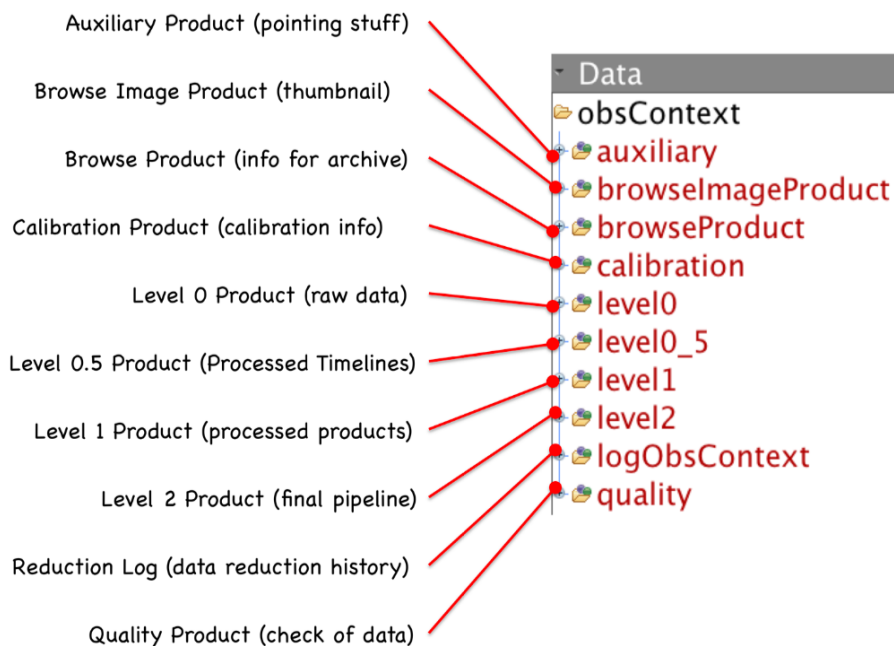 Auxiliary Product (pointing stuff)
Browse Image Product (thumbnail)
Browse Product (info for archive)
Calibration Product (calibration info)
Level 0 Product (raw data)
Level 0.5 Product (Processed Timelines)
Level 1 Product (processed products)
Level 2 Product (final pipeline)
Reduction Log (data reduction history)
Quality Product (check of data)
Data
obsContext
auxiliary
browseImageProduct
browseProduct
calibration
level0
level0_5
level1
level2
logObsContext
quality